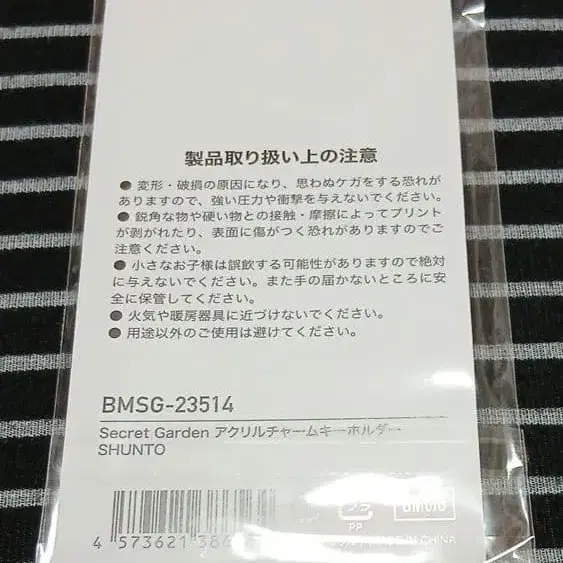 製品取り扱い上の注意
● 変形・破損の原因になり、思わぬケガをする恐れが
ありますので、強い圧力や衝撃を与えないでください。
● 鋭角な物や硬い物との接触・摩擦によってプリント
が剥がれたり、表面に傷がつく恐れがありますのでご
注意ください。
● 小さなお子様は誤飲する可能性がありますので絶対
に与えないでください。また手の届かないところに安
全に保管してください。
● 火気や暖房器具に近づけないでください。
● 用途以外のご使用は避けてください。
BMSG-23514
Secret Garden アクリルチャームキーホルダー
SHUNTO
プラ
PP
4 573621 384
IN CHINA